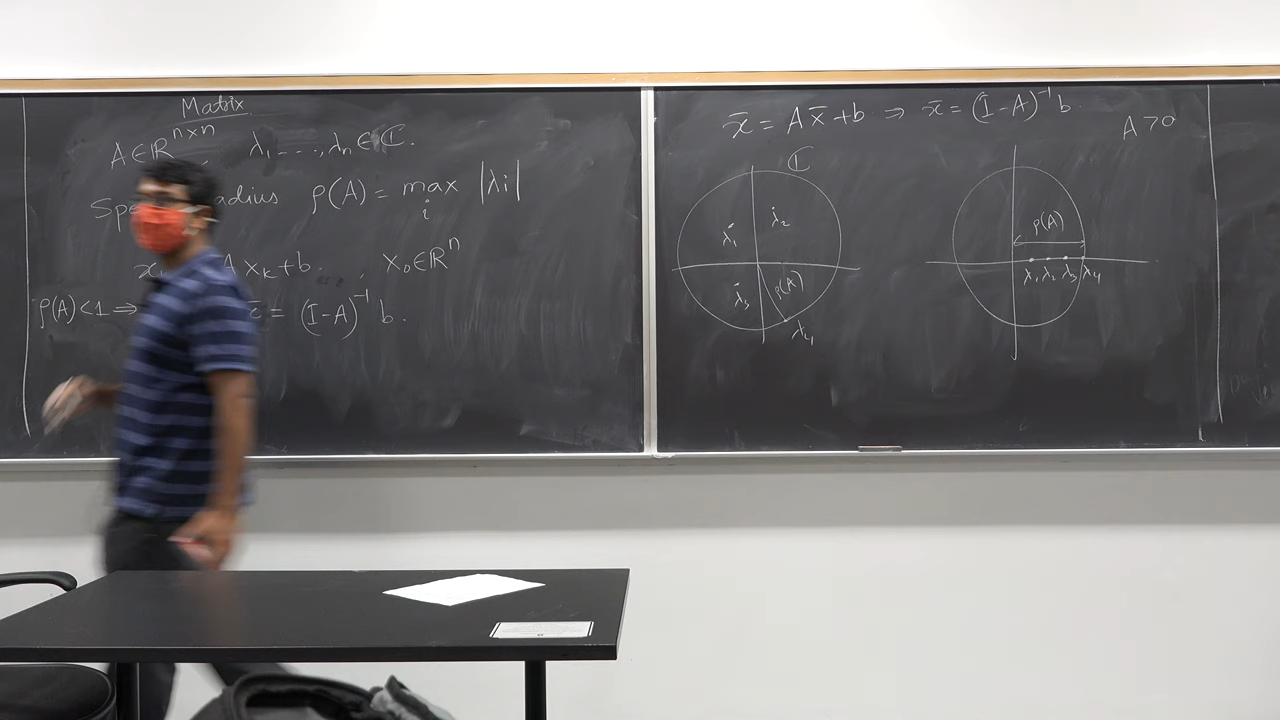 Matrix
A∈ℝⁿˣⁿ, λ₁ ..., λₙ∈ℂ.
ρ(A) = max |λi|
i
A xₖ+b , x₀∈ℝⁿ
ρ(A)<1 ⇒ = (I-A)⁻¹ b.
x̄ = Ax̄+b ⇒ x̄ = (I-A)⁻¹ b.
A>0
ℂ
λ₁ λ₂
λ₃ ρ(A)
λ₄
ρ(A)
λ₁ λ₂ λ₃ λ₄